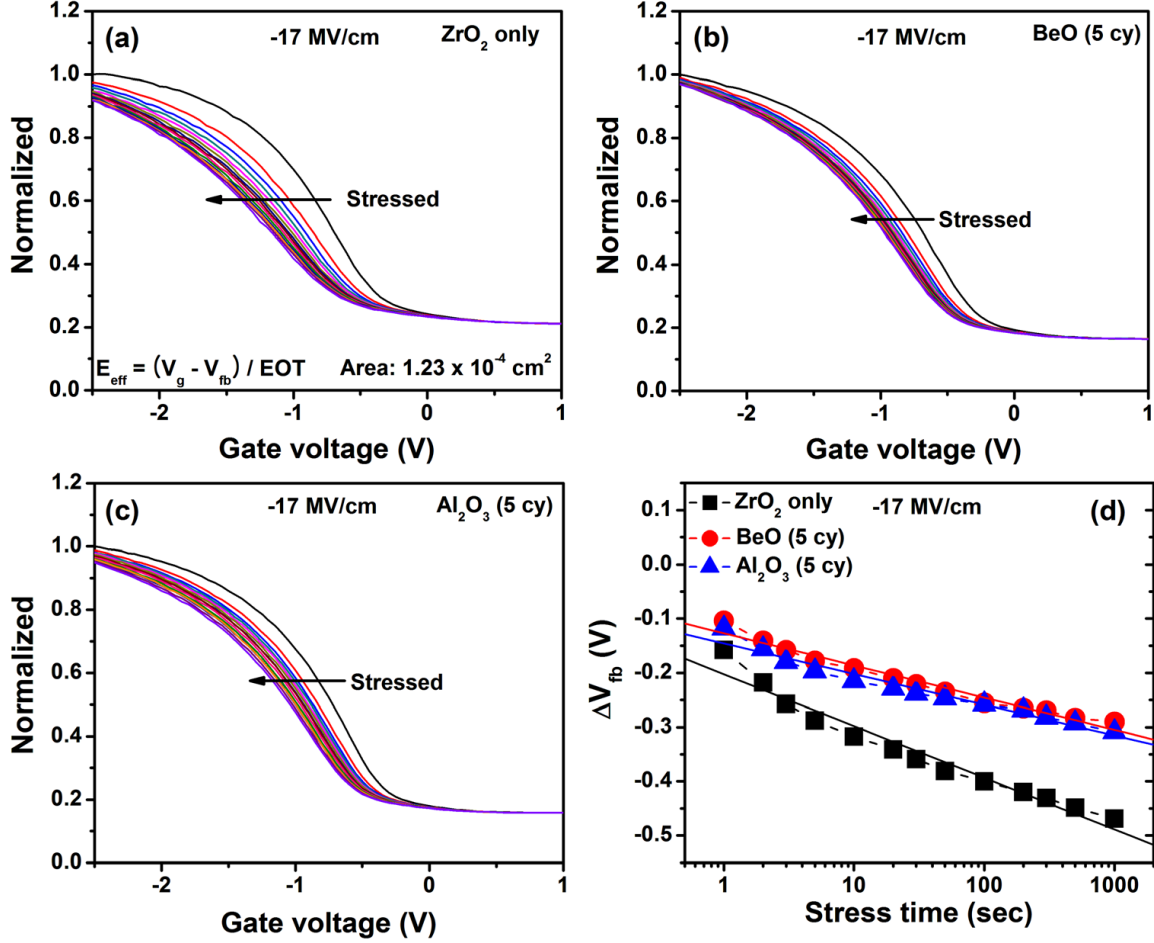 (a) -17 MV/cm ZrO₂ only
1.2
1.0
0.8
0.6
0.4
0.2
0.0
Normalized
Stressed
E_eff = (V_g - V_fb) / EOT Area: 1.23 x 10⁻⁴ cm²
-2 -1 0 1
Gate voltage (V)
(b) -17 MV/cm BeO (5 cy)
1.2
1.0
0.8
0.6
0.4
0.2
0.0
Normalized
Stressed
-2 -1 0 1
Gate voltage (V)
(c) -17 MV/cm Al₂O₃ (5 cy)
1.2
1.0
0.8
0.6
0.4
0.2
0.0
Normalized
Stressed
-2 -1 0 1
Gate voltage (V)
ZrO₂ only -17 MV/cm (d)
BeO (5 cy)
Al₂O₃ (5 cy)
0.1
0.0
-0.1
-0.2
-0.3
-0.4
-0.5
ΔV_fb (V)
1 10 100 1000
Stress time (sec)